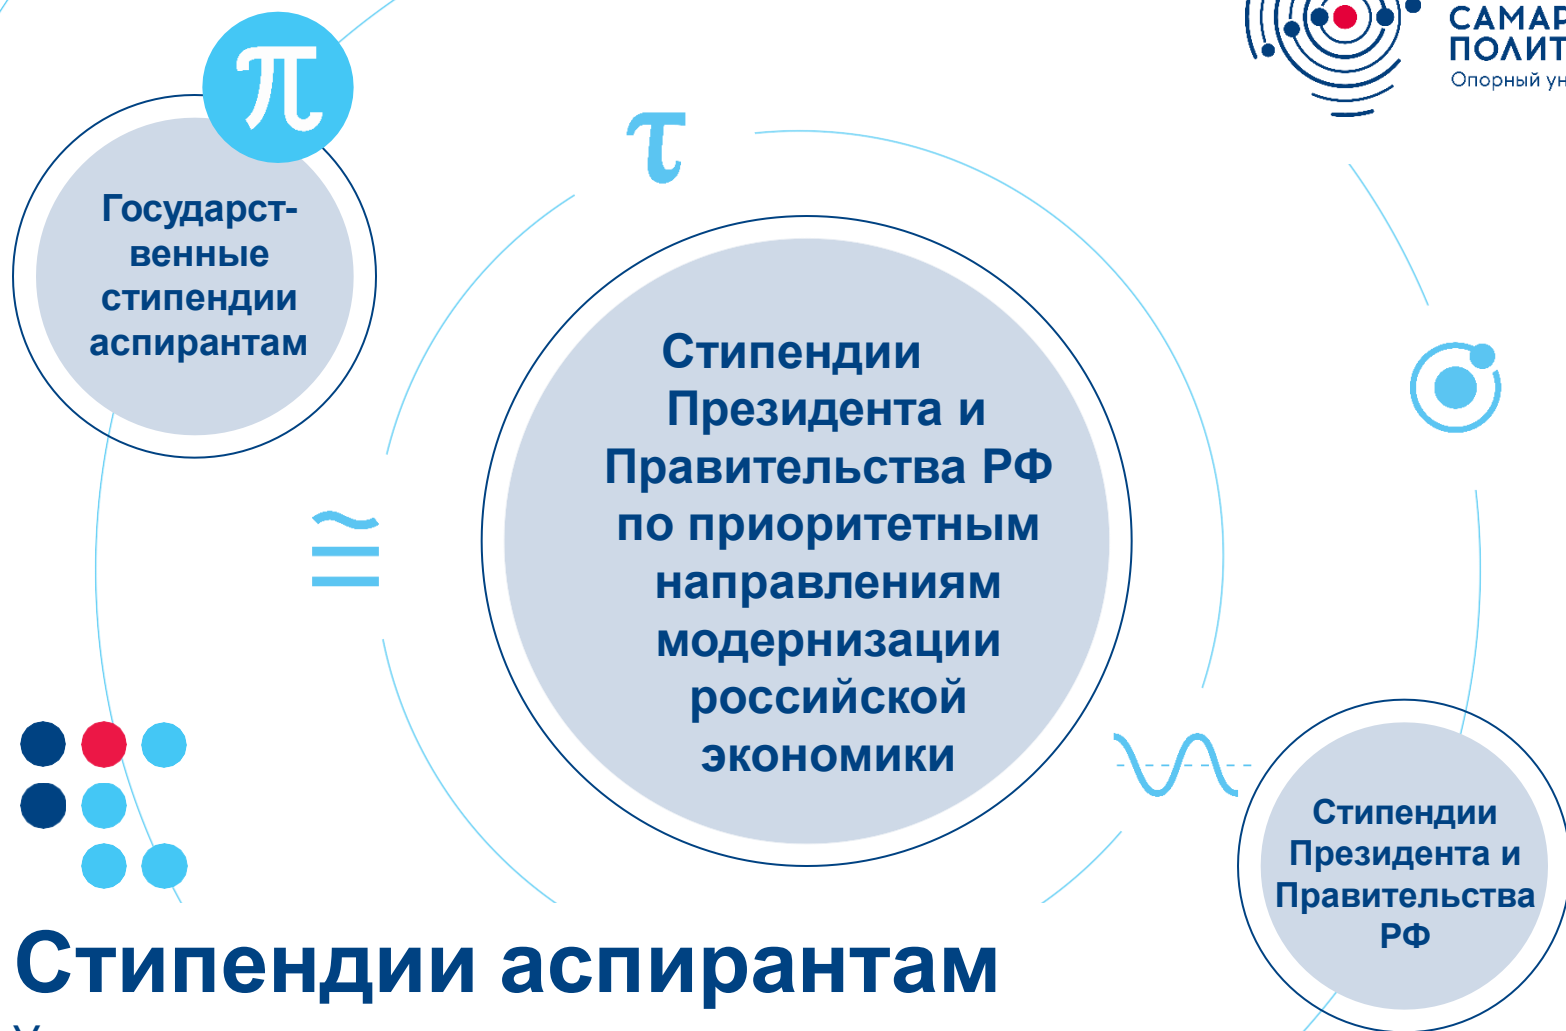 π
САМАР
ПОЛИТ
Опорный ун
τ
Государст-
венные
стипендии
аспирантам
Стипендии
Президента и
Правительства РФ
по приоритетным
направлениям
модернизации
российской
экономики
≅
Стипендии
Президента и
Правительства
РФ
Стипендии аспирантам